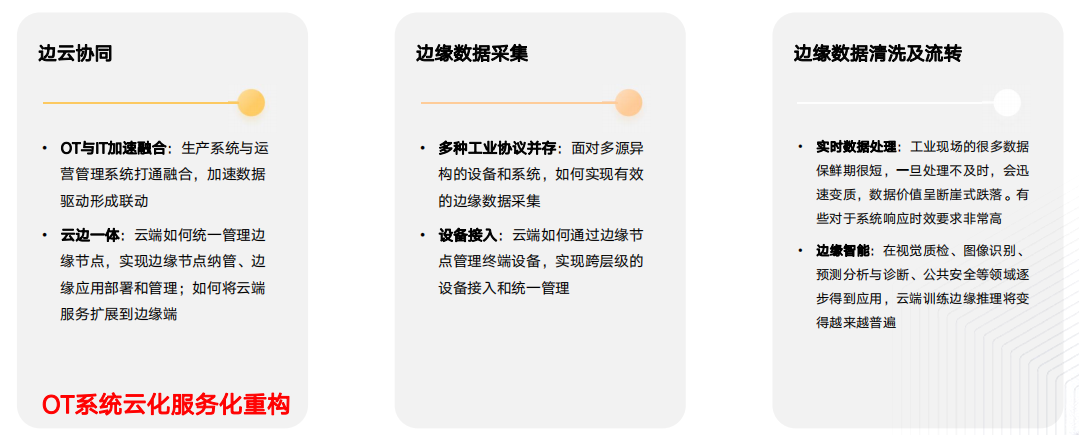 边云协同
• OT与IT加速融合：生产系统与运
营管理系统打通融合，加速数据
驱动形成联动
• 云边一体：云端如何统一管理边
缘节点，实现边缘节点纳管、边
缘应用部署和管理；如何将云端
服务扩展到边缘端
OT系统云化服务化重构
边缘数据采集
• 多种工业协议并存：面对多源异
构的设备和系统，如何实现有效
的边缘数据采集
• 设备接入：云端如何通过边缘节
点管理终端设备，实现跨层级的
设备接入和统一管理
边缘数据清洗及流转
• 实时数据处理：工业现场的很多数据
保鲜期很短，一旦处理不及时，会迅
速变质，数据价值呈断崖式跌落。有
些对于系统响应时效要求非常高
• 边缘智能：在视觉质检、图像识别、
预测分析与诊断、公共安全等领域逐
步得到应用，云端训练边缘推理将变
得越来越普遍